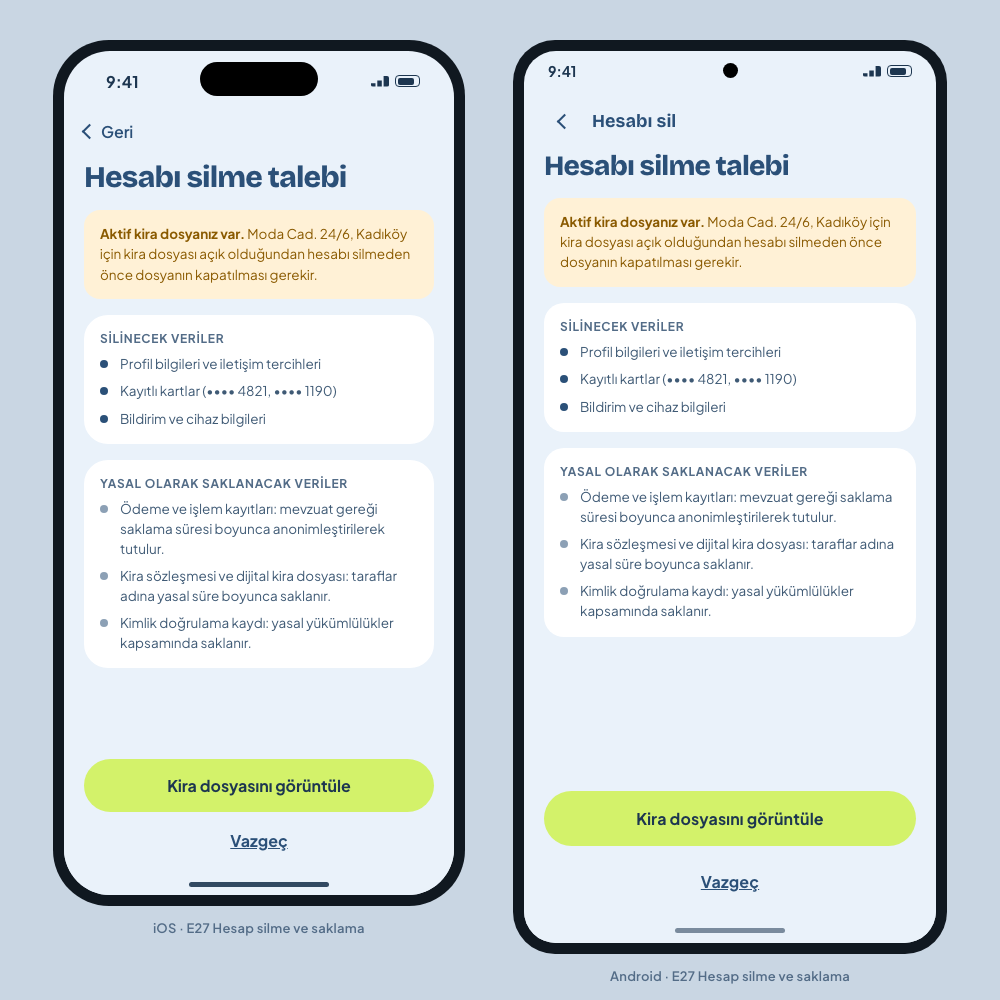 9:41
Geri
Hesabı silme talebi
Aktif kira dosyanız var. Moda Cad. 24/6, Kadıköy
için kira dosyası açık olduğundan hesabı silmeden
önce dosyanın kapatılması gerekir.
SİLİNECEK VERİLER
Profil bilgileri ve iletişim tercihleri
Kayıtlı kartlar (•••• 4821, •••• 1190)
Bildirim ve cihaz bilgileri
YASAL OLARAK SAKLANACAK VERİLER
Ödeme ve işlem kayıtları: mevzuat gereği
saklama süresi boyunca anonimleştirilerek
tutulur.
Kira sözleşmesi ve dijital kira dosyası: taraflar
adına yasal süre boyunca saklanır.
Kimlik doğrulama kaydı: yasal yükümlülükler
kapsamında saklanır.
Kira dosyasını görüntüle
Vazgeç
iOS · E27 Hesap silme ve saklama
9:41
Hesabı sil
Hesabı silme talebi
Aktif kira dosyanız var. Moda Cad. 24/6, Kadıköy için
kira dosyası açık olduğundan hesabı silmeden önce
dosyanın kapatılması gerekir.
SİLİNECEK VERİLER
Profil bilgileri ve iletişim tercihleri
Kayıtlı kartlar (•••• 4821, •••• 1190)
Bildirim ve cihaz bilgileri
YASAL OLARAK SAKLANACAK VERİLER
Ödeme ve işlem kayıtları: mevzuat gereği saklama
süresi boyunca anonimleştirilerek tutulur.
Kira sözleşmesi ve dijital kira dosyası: taraflar adına
yasal süre boyunca saklanır.
Kimlik doğrulama kaydı: yasal yükümlülükler
kapsamında saklanır.
Kira dosyasını görüntüle
Vazgeç
Android · E27 Hesap silme ve saklama